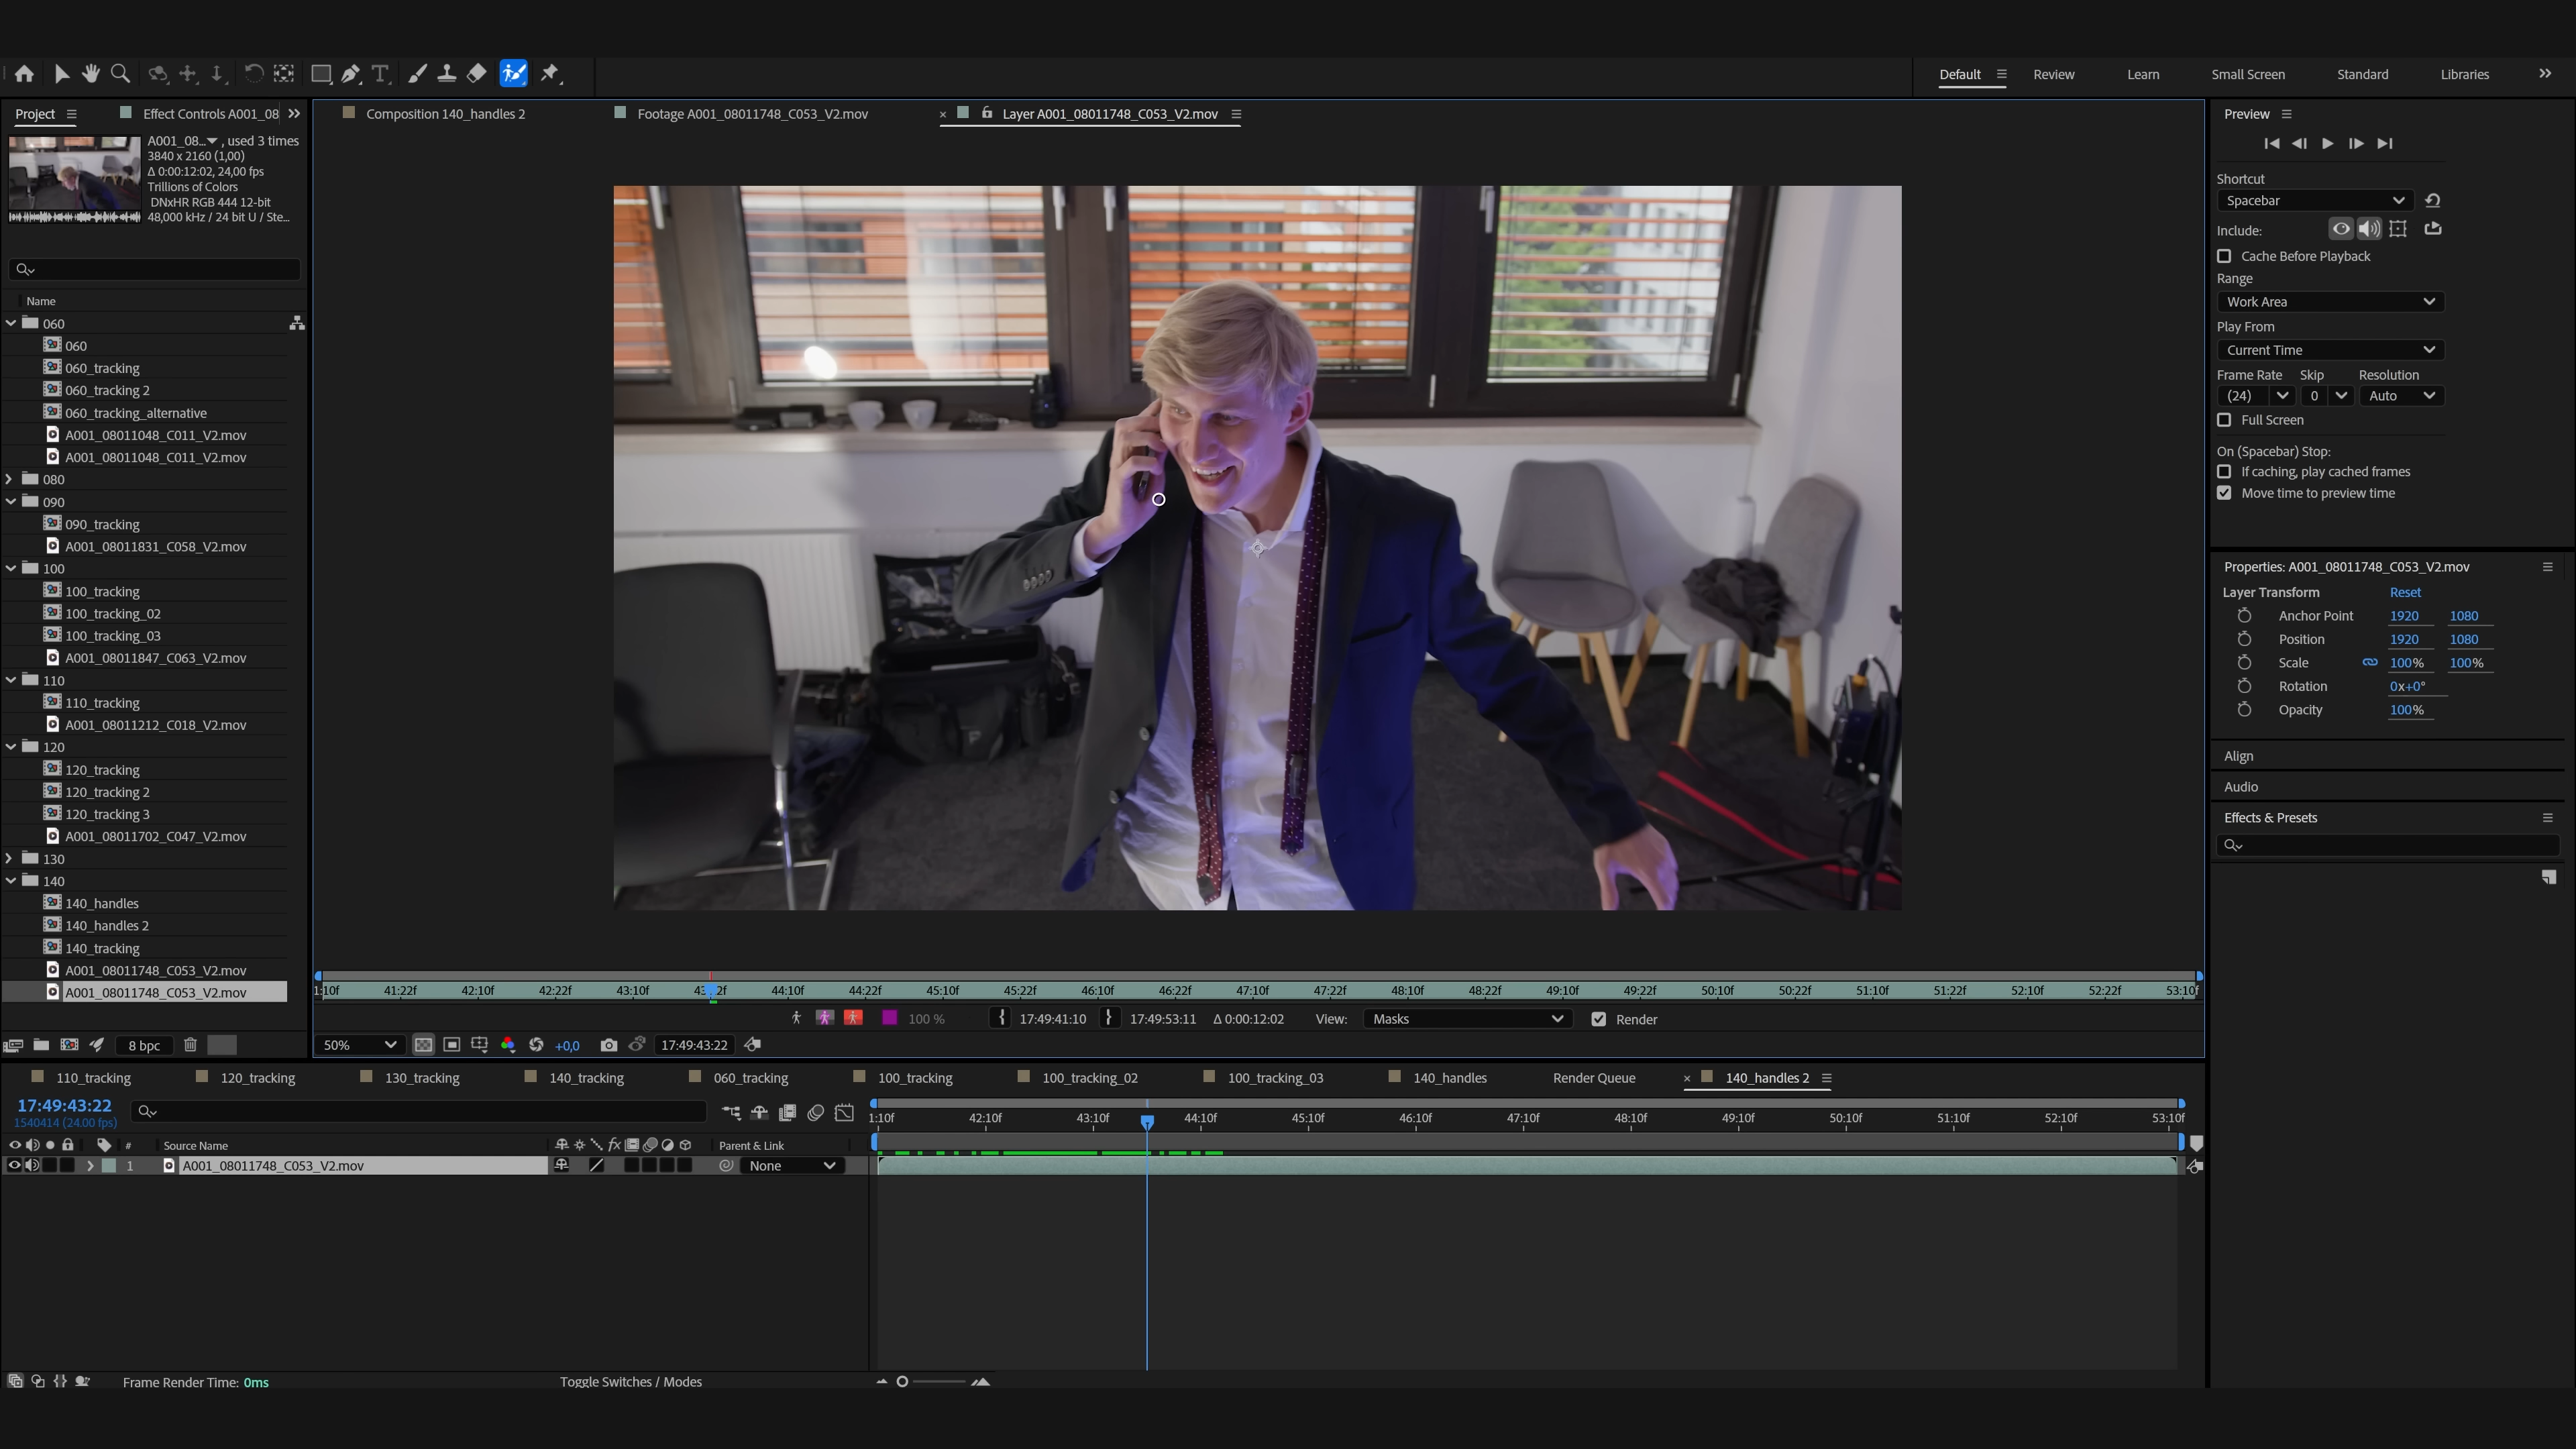 Default
Review
Learn
Small Screen
Standard
Libraries
Project
Effect Controls A001_08
Composition 140_handles 2
Footage A001_08011748_C053_V2.mov
Layer A001_08011748_C053_V2.mov
Preview
A001_08... , used 3 times
3840 x 2160 (1,00)
Δ 0:00:12:02, 24,00 fps
Trillions of Colors
DNxHR RGB 444 12-bit
48,000 kHz / 24 bit U / Ste...
Name
060
060
060_tracking
060_tracking 2
060_tracking_alternative
A001_08011048_C011_V2.mov
A001_08011048_C011_V2.mov
080
090
090_tracking
A001_08011831_C058_V2.mov
100
100_tracking
100_tracking_02
100_tracking_03
A001_08011847_C063_V2.mov
110
110_tracking
A001_08011212_C018_V2.mov
120
120_tracking
120_tracking 2
120_tracking 3
A001_08011702_C047_V2.mov
130
140
140_handles
140_handles 2
140_tracking
A001_08011748_C053_V2.mov
A001_08011748_C053_V2.mov
8 bpc
Shortcut
Spacebar
Include:
Cache Before Playback
Range
Work Area
Play From
Current Time
Frame Rate Skip Resolution
(24) 0 Auto
Full Screen
On (Spacebar) Stop:
If caching, play cached frames
Move time to preview time
Properties: A001_08011748_C053_V2.mov
Layer Transform Reset
Anchor Point 1920 1080
Position 1920 1080
Scale 100% 100%
Rotation 0x+0°
Opacity 100%
Align
Audio
Effects & Presets
1:10f 41:22f 42:10f 42:22f 43:10f 43:22f 44:10f 44:22f 45:10f 45:22f 46:10f 46:22f 47:10f 47:22f 48:10f 48:22f 49:10f 49:22f 50:10f 50:22f 51:10f 51:22f 52:10f 52:22f 53:10f
100 % 17:49:41:10 17:49:53:11 Δ 0:00:12:02 View: Masks Render
50% +0,0 17:49:43:22
110_tracking 120_tracking 130_tracking 140_tracking 060_tracking 100_tracking 100_tracking_02 100_tracking_03 140_handles Render Queue 140_handles 2
17:49:43:22
1540414 (24.00 fps)
1:10f 42:10f 43:10f 44:10f 45:10f 46:10f 47:10f 48:10f 49:10f 50:10f 51:10f 52:10f 53:10f
# Source Name fx Parent & Link
1 A001_08011748_C053_V2.mov None
Frame Render Time: 0ms
Toggle Switches / Modes